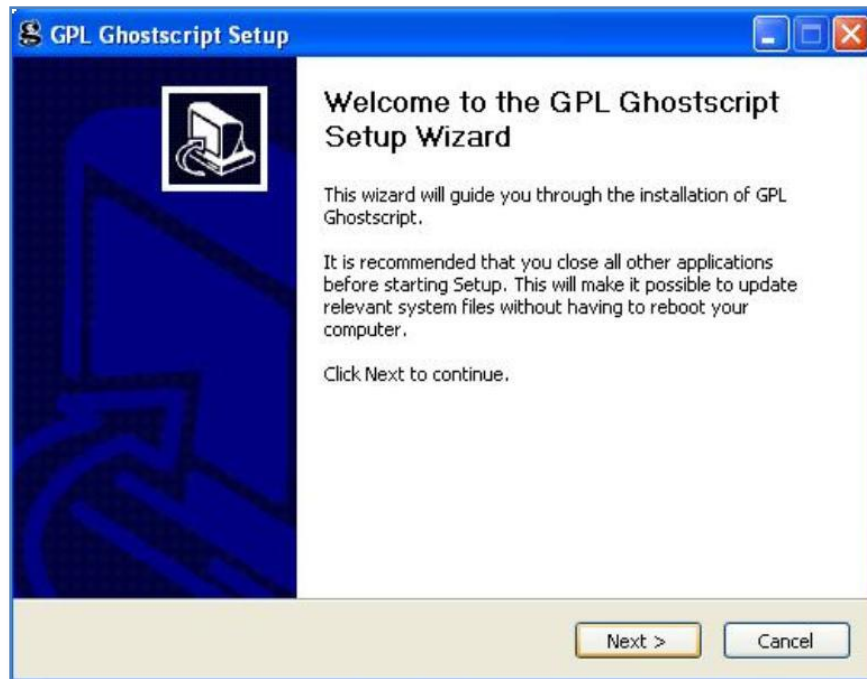 GPL Ghostscript Setup
Welcome to the GPL Ghostscript
Setup Wizard
This wizard will guide you through the installation of GPL
Ghostscript.
It is recommended that you close all other applications
before starting Setup. This will make it possible to update
relevant system files without having to reboot your
computer.
Click Next to continue.
Next > Cancel